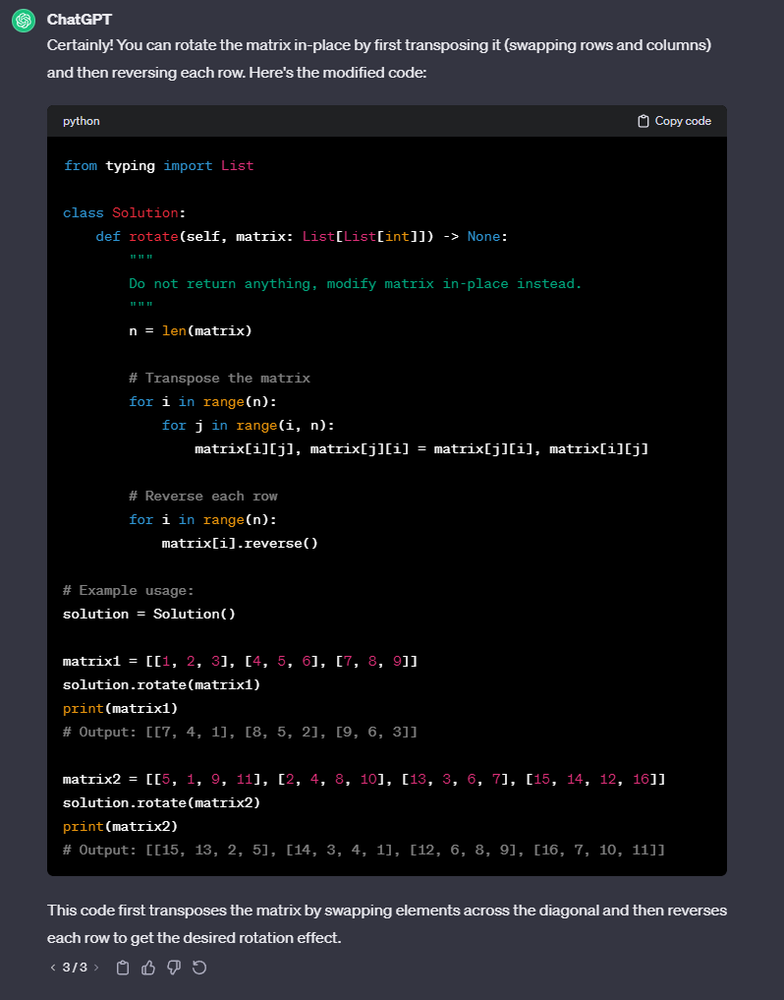 ChatGPT
Certainly! You can rotate the matrix in-place by first transposing it (swapping rows and columns)
and then reversing each row. Here's the modified code:
python
Copy code
from typing import List
class Solution:
    def rotate(self, matrix: List[List[int]]) -> None:
        """
        Do not return anything, modify matrix in-place instead.
        """
        n = len(matrix)
        # Transpose the matrix
        for i in range(n):
            for j in range(i, n):
                matrix[i][j], matrix[j][i] = matrix[j][i], matrix[i][j]
        # Reverse each row
        for i in range(n):
            matrix[i].reverse()
# Example usage:
solution = Solution()
matrix1 = [[1, 2, 3], [4, 5, 6], [7, 8, 9]]
solution.rotate(matrix1)
print(matrix1)
# Output: [[7, 4, 1], [8, 5, 2], [9, 6, 3]]
matrix2 = [[5, 1, 9, 11], [2, 4, 8, 10], [13, 3, 6, 7], [15, 14, 12, 16]]
solution.rotate(matrix2)
print(matrix2)
# Output: [[15, 13, 2, 5], [14, 3, 4, 1], [12, 6, 8, 9], [16, 7, 10, 11]]
This code first transposes the matrix by swapping elements across the diagonal and then reverses
each row to get the desired rotation effect.
< 3 / 3 >